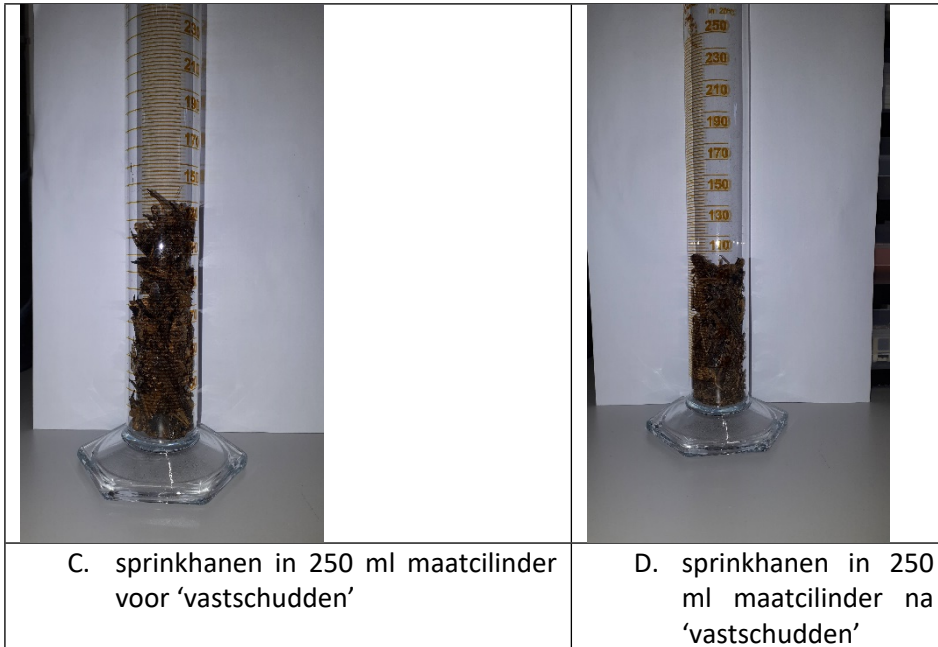 250
230
210
190
170
150
130
110
C. sprinkhanen in 250 ml maatcilinder
voor ‘vastschudden’
D. sprinkhanen in 250
ml maatcilinder na
‘vastschudden’